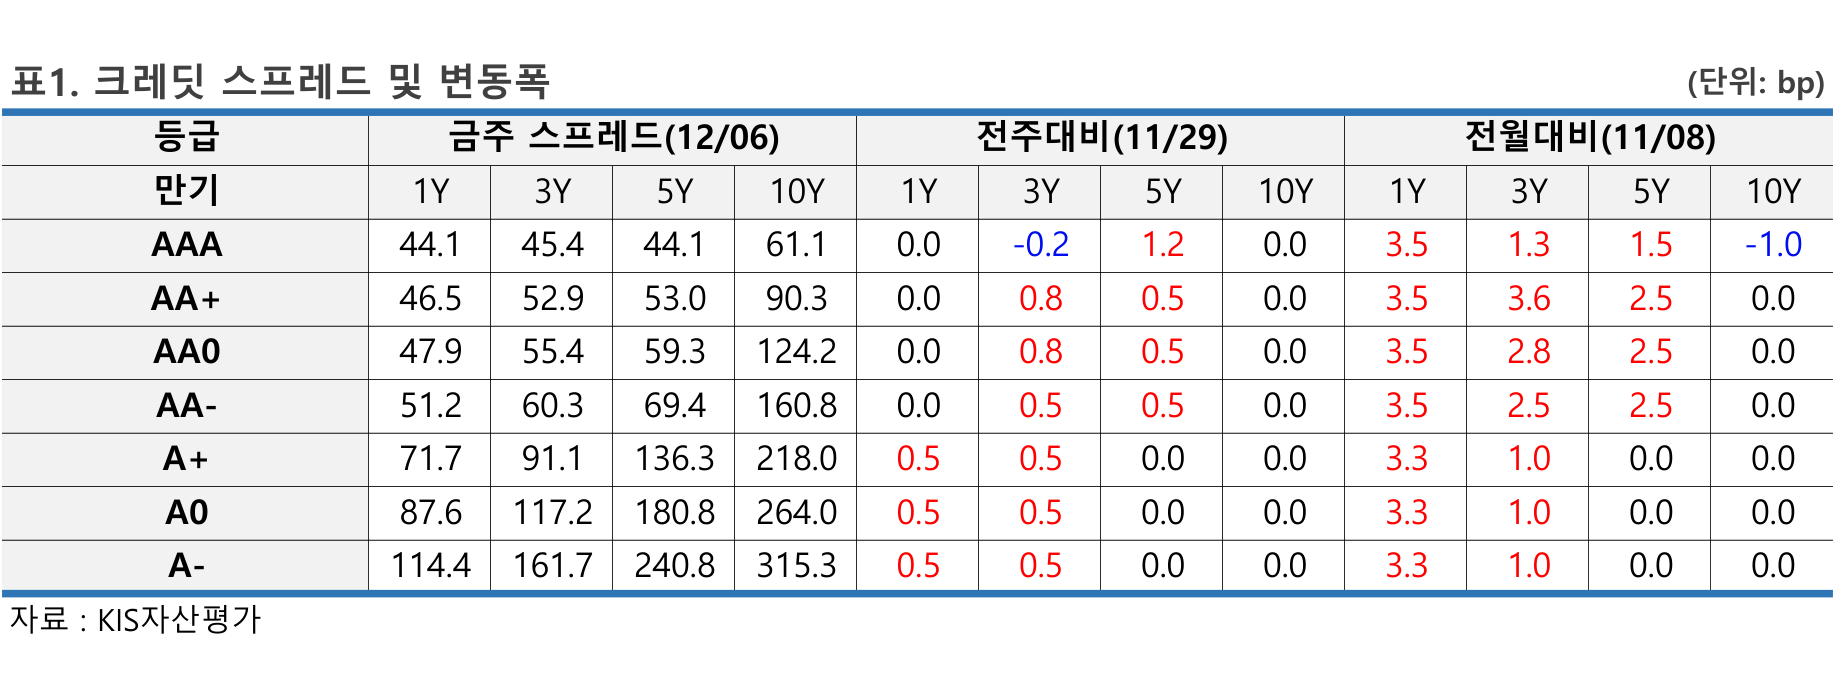 표1. 크레딧 스프레드 및 변동폭 (단위: bp)
등급 금주 스프레드(12/06) 전주대비(11/29) 전월대비(11/08)
만기 1Y 3Y 5Y 10Y 1Y 3Y 5Y 10Y 1Y 3Y 5Y 10Y
AAA 44.1 45.4 44.1 61.1 0.0 -0.2 1.2 0.0 3.5 1.3 1.5 -1.0
AA+ 46.5 52.9 53.0 90.3 0.0 0.8 0.5 0.0 3.5 3.6 2.5 0.0
AA0 47.9 55.4 59.3 124.2 0.0 0.8 0.5 0.0 3.5 2.8 2.5 0.0
AA- 51.2 60.3 69.4 160.8 0.0 0.5 0.5 0.0 3.5 2.5 2.5 0.0
A+ 71.7 91.1 136.3 218.0 0.5 0.5 0.0 0.0 3.3 1.0 0.0 0.0
A0 87.6 117.2 180.8 264.0 0.5 0.5 0.0 0.0 3.3 1.0 0.0 0.0
A- 114.4 161.7 240.8 315.3 0.5 0.5 0.0 0.0 3.3 1.0 0.0 0.0
자료 : KIS자산평가